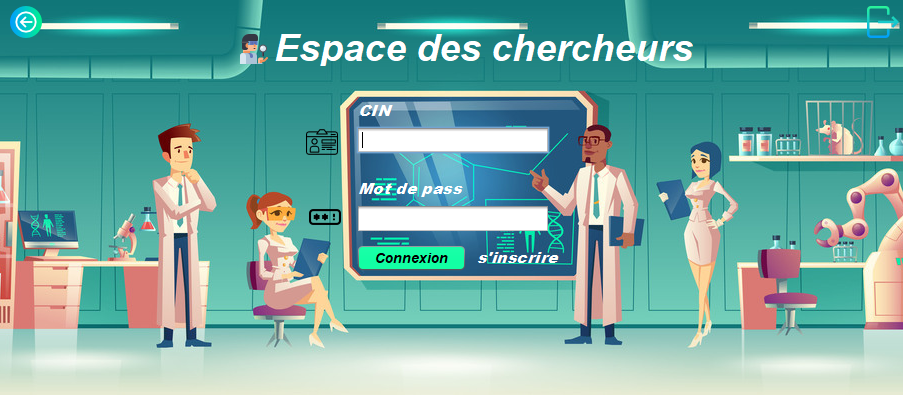 Espace des chercheurs
CIN
Mot de pass
Connexion
s'inscrire